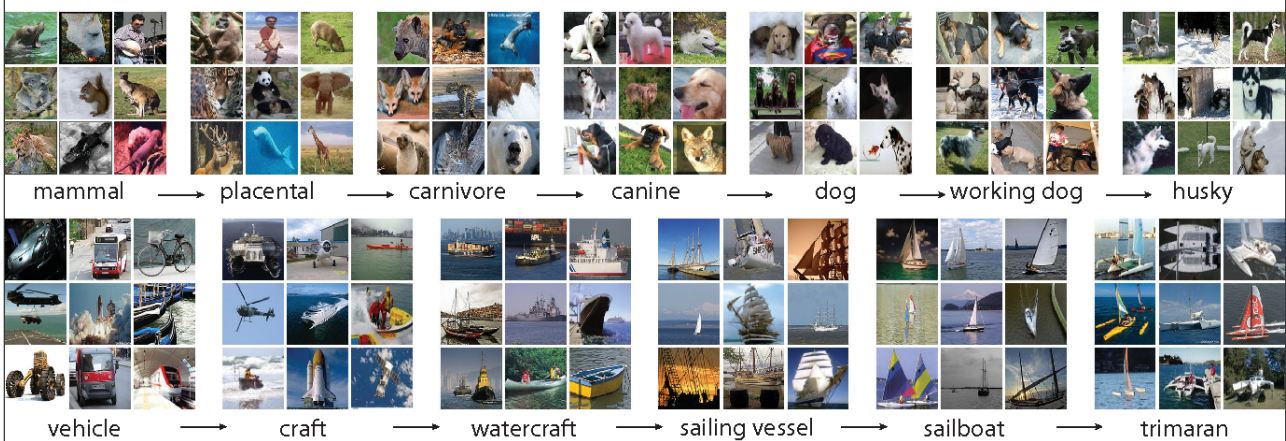 mammal → placental → carnivore → canine → dog → working dog → husky
vehicle → craft → watercraft → sailing vessel → sailboat → trimaran